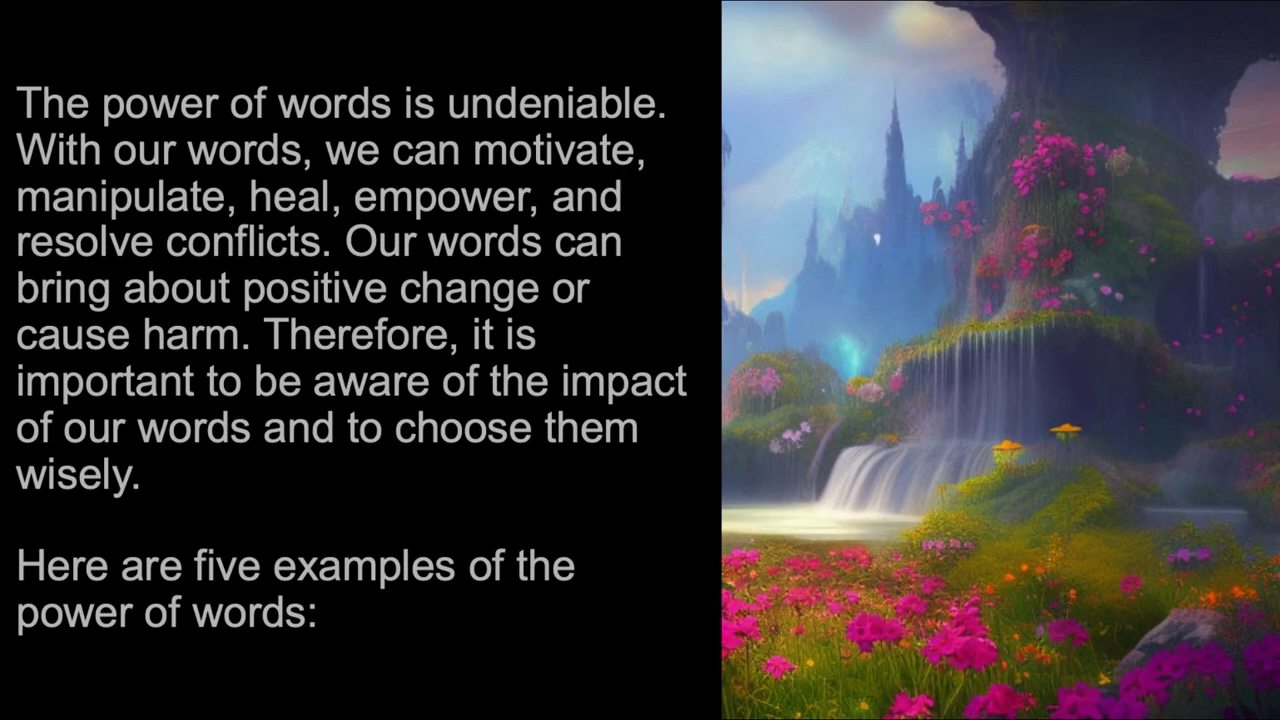 The power of words is undeniable.
With our words, we can motivate,
manipulate, heal, empower, and
resolve conflicts. Our words can
bring about positive change or
cause harm. Therefore, it is
important to be aware of the impact
of our words and to choose them
wisely.
Here are five examples of the
power of words: